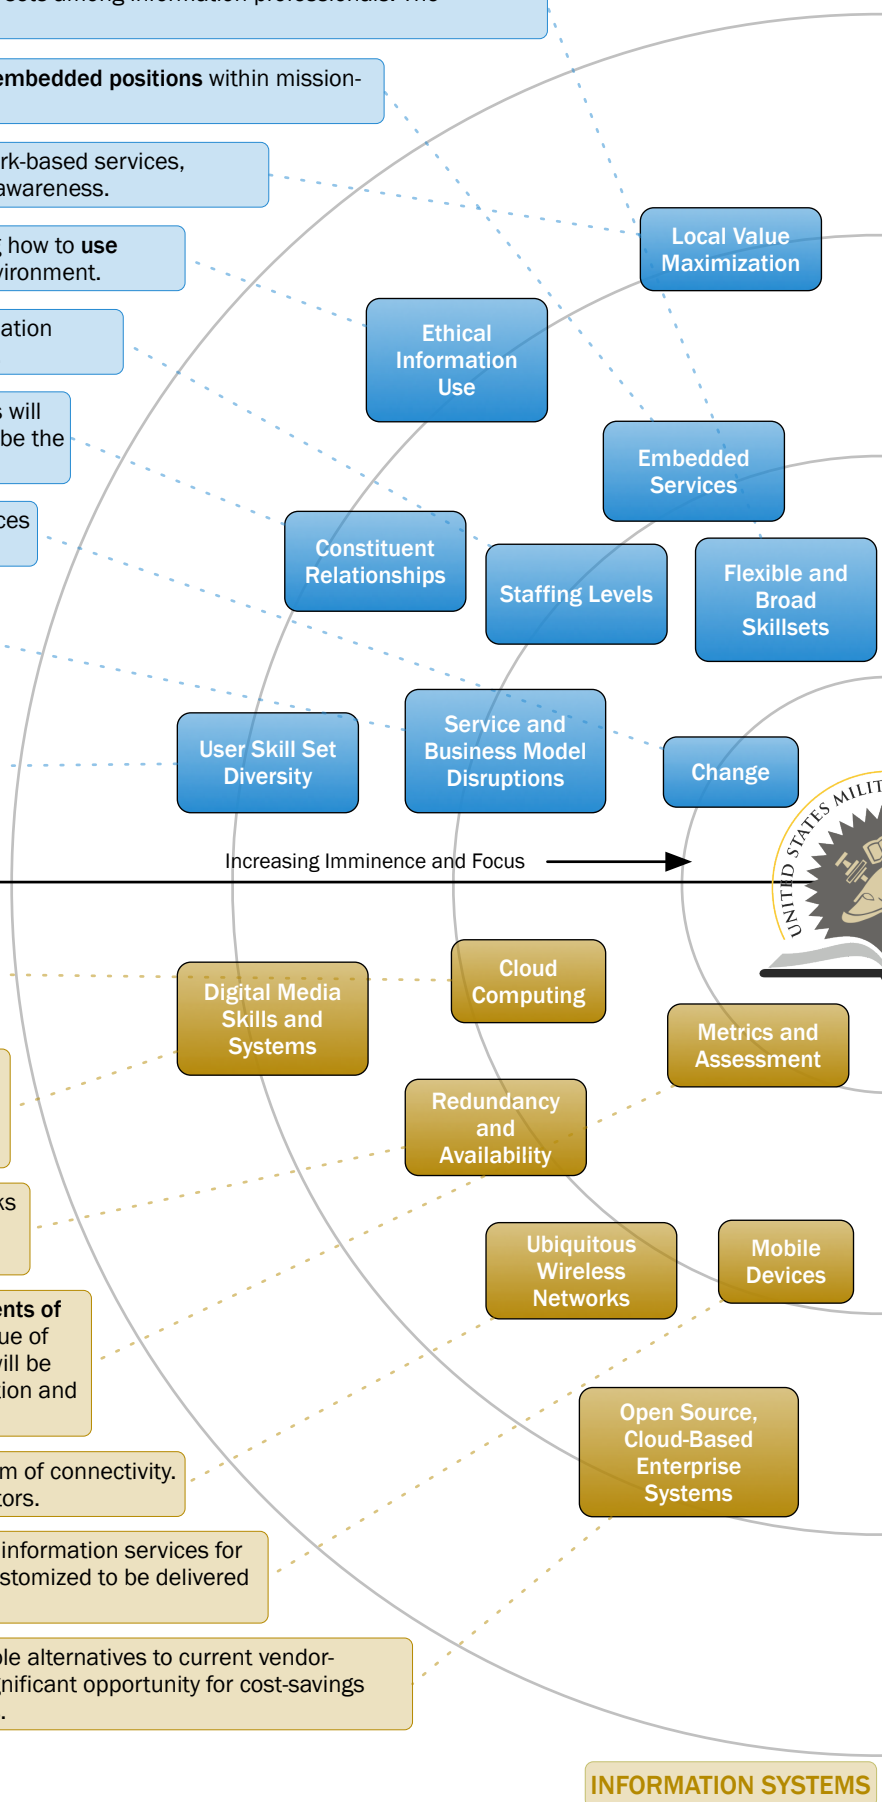 embedded positions within mission-
rk-based services,
awareness.
how to use
vironment.
ation
s will
be the
ces
Local Value
Maximization
Ethical
Information
Use
Embedded
Services
Constituent
Relationships
Staffing Levels
Flexible and
Broad
Skillsets
User Skill Set
Diversity
Service and
Business Model
Disruptions
Change
UNITED STATES MILIT
Increasing Imminence and Focus
Cloud
Computing
Digital Media
Skills and
Systems
Metrics and
Assessment
Redundancy
and
Availability
Ubiquitous
Wireless
Networks
Mobile
Devices
Open Source,
Cloud-Based
Enterprise
Systems
ks
ents of
ue of
vill be
tion and
m of connectivity.
tors.
information services for
stomized to be delivered
ble alternatives to current vendor-
gnificant opportunity for cost-savings
.
INFORMATION SYSTEMS